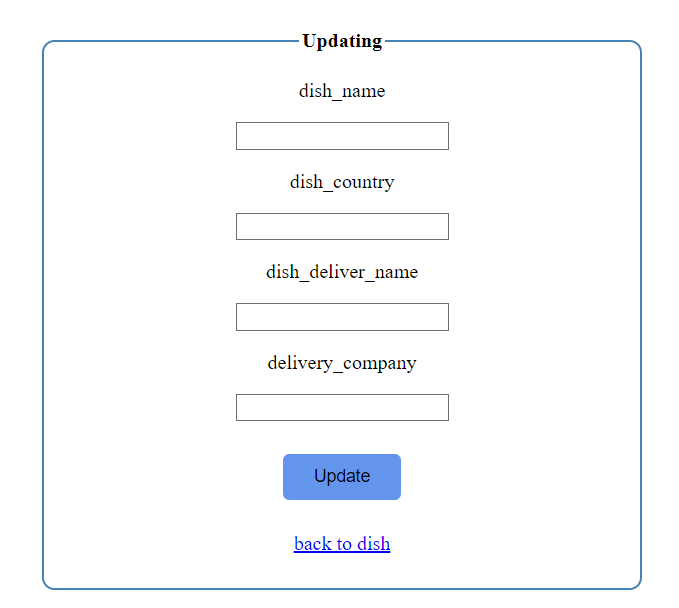 Updating
dish_name
dish_country
dish_deliver_name
delivery_company
Update
back to dish